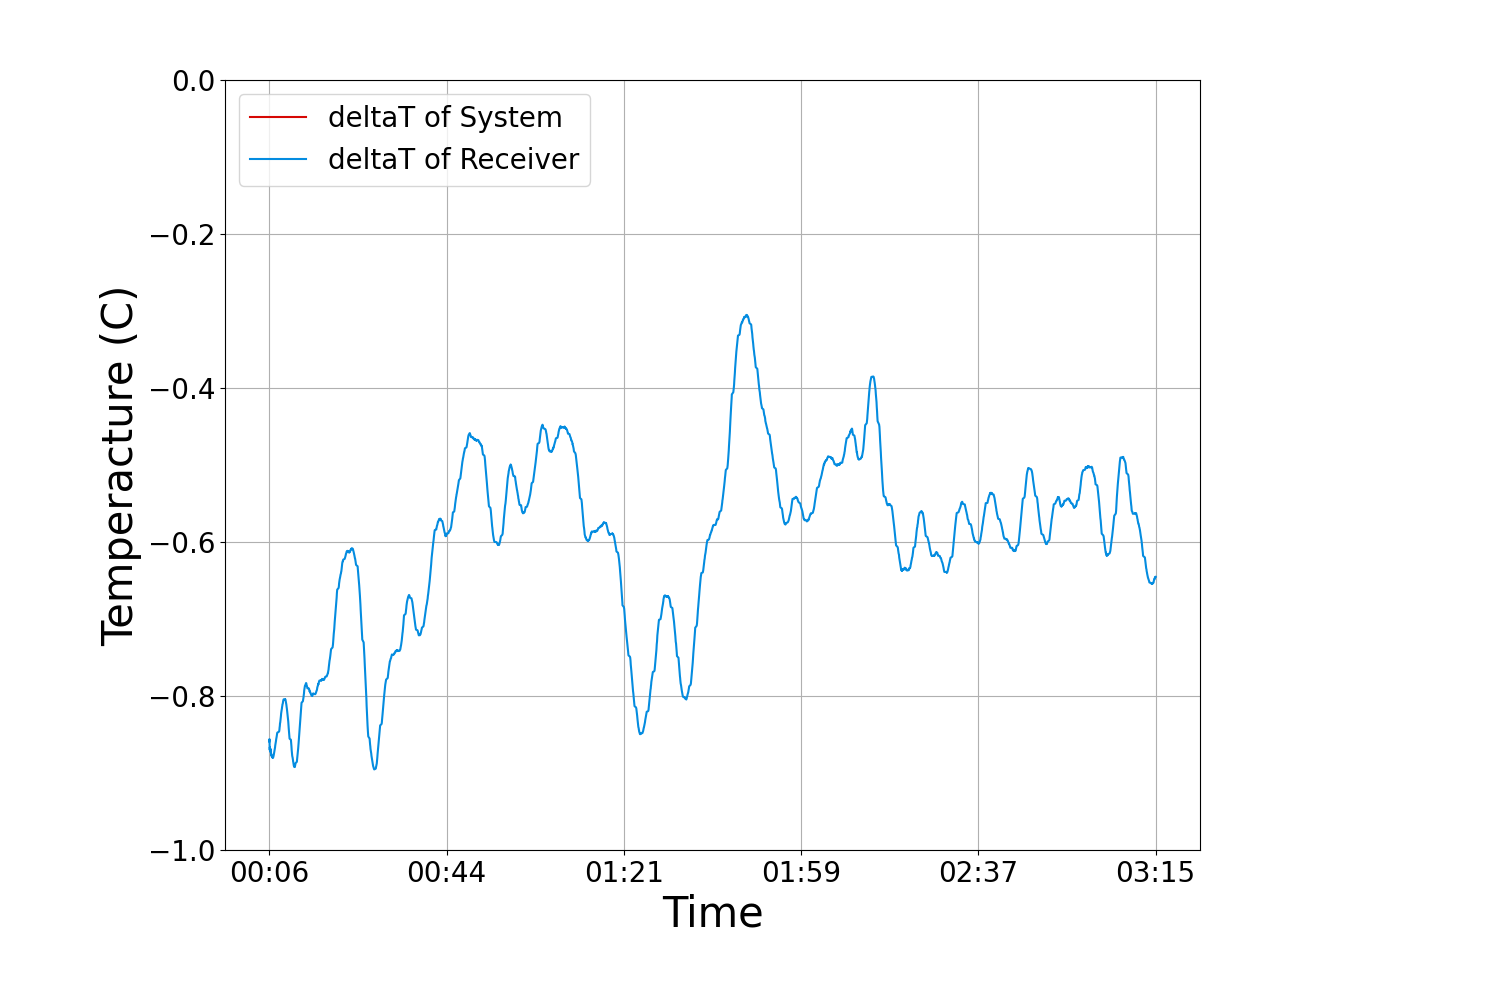 0.0
deltaT of System
deltaT of Receiver
−0.2
−0.4
−0.6
−0.8
−1.0
Temperacture (C)
00:06 00:44 01:21 01:59 02:37 03:15
Time